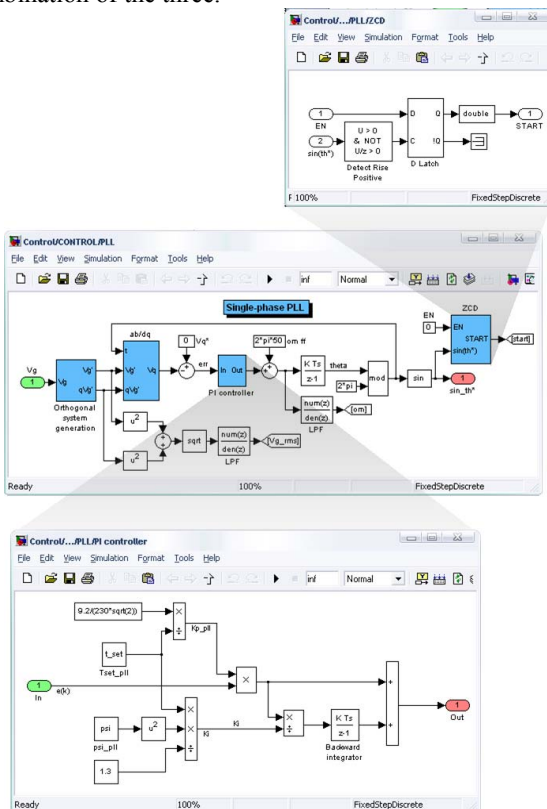 bination of the three.
Control/.../PLL/ZCD
File Edit View Simulation Format Tools Help
1
EN
2
sin(th*)
U > 0
& NOT
U/z > 0
Detect Rise
Positive
D
C
Q
!Q
D Latch
double
1
START
100%
FixedStepDiscrete
Control/CONTROL/PLL
File Edit View Simulation Format Tools Help
inf
Normal
Single-phase PLL
Vg
1
Vg
Vg'
qVg'
Orthogonal
system
generation
ab/dq
t
Vg'
qVg'
Vq
0
Vq*
err
In Out
PI controller
2*pi*50
om ff
K Ts
z-1
theta
2*pi
mod
sin
EN
0
ZCD
EN
START
sin(th*)
[start]
1
sin_th*
num(z)
den(z)
LPF
[om]
u²
u²
sqrt
num(z)
den(z)
LPF
[Vg_rms]
Ready
100%
FixedStepDiscrete
Control/.../PLL/PI controller
File Edit View Simulation Format Tools Help
inf
Normal
9.2/(230*sqrt(2))
Kp_pll
t_set
Tset_pll
1
In
e(k)
psi
psi_pll
u²
1.3
Ki
Ki
K Ts
z-1
Backward
integrator
1
Out
Ready
100%
FixedStepDiscrete